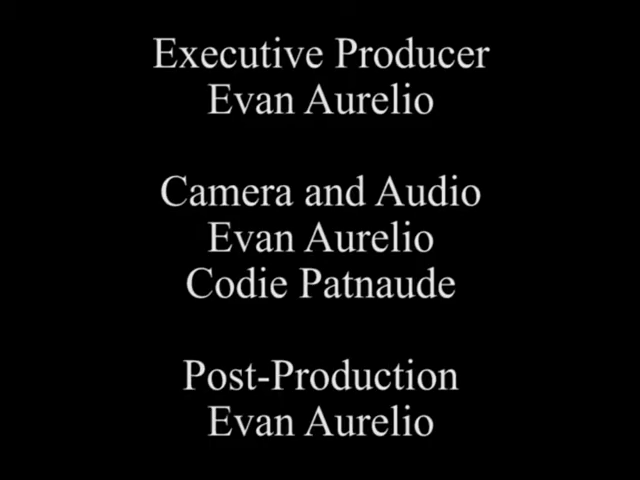 Executive Producer
Evan Aurelio
Camera and Audio
Evan Aurelio
Codie Patnaude
Post-Production
Evan Aurelio